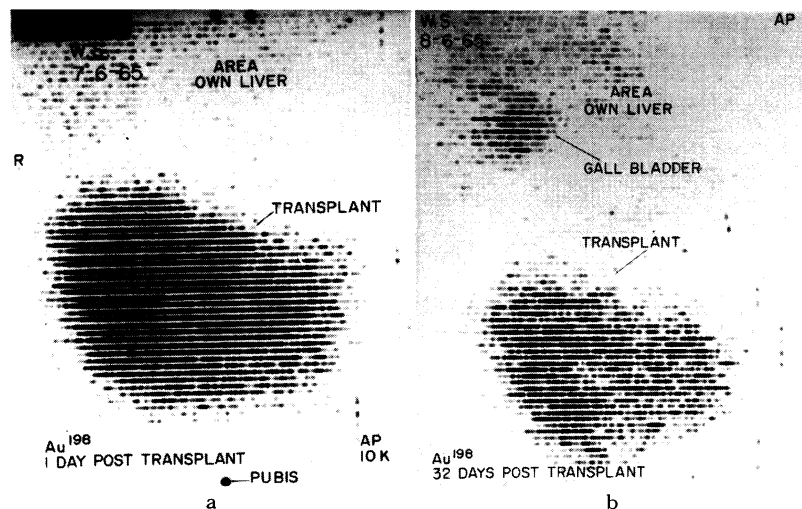 W.S.
7-6-65
AREA
OWN LIVER
R
TRANSPLANT
Au198
1 DAY POST TRANSPLANT
AP
10 K
PUBIS
a
W.S.
8-6-65
AP
AREA
OWN LIVER
GALL BLADDER
TRANSPLANT
Au198
32 DAYS POST TRANSPLANT
b